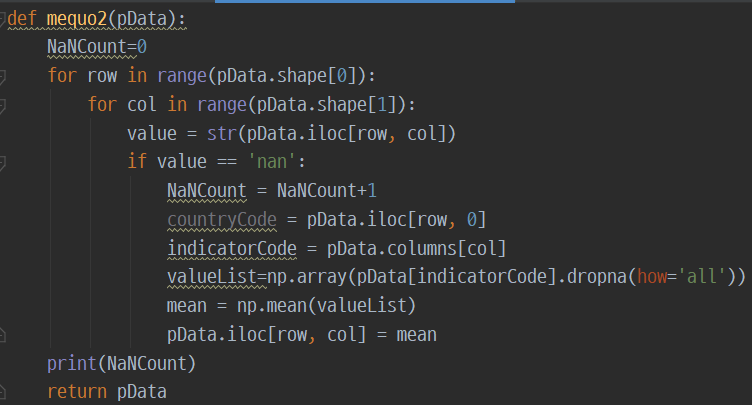 def mequo2(pData):
    NaNCount=0
    for row in range(pData.shape[0]):
        for col in range(pData.shape[1]):
            value = str(pData.iloc[row, col])
            if value == 'nan':
                NaNCount = NaNCount+1
                countryCode = pData.iloc[row, 0]
                indicatorCode = pData.columns[col]
                valueList=np.array(pData[indicatorCode].dropna(how='all'))
                mean = np.mean(valueList)
                pData.iloc[row, col] = mean
    print(NaNCount)
    return pData